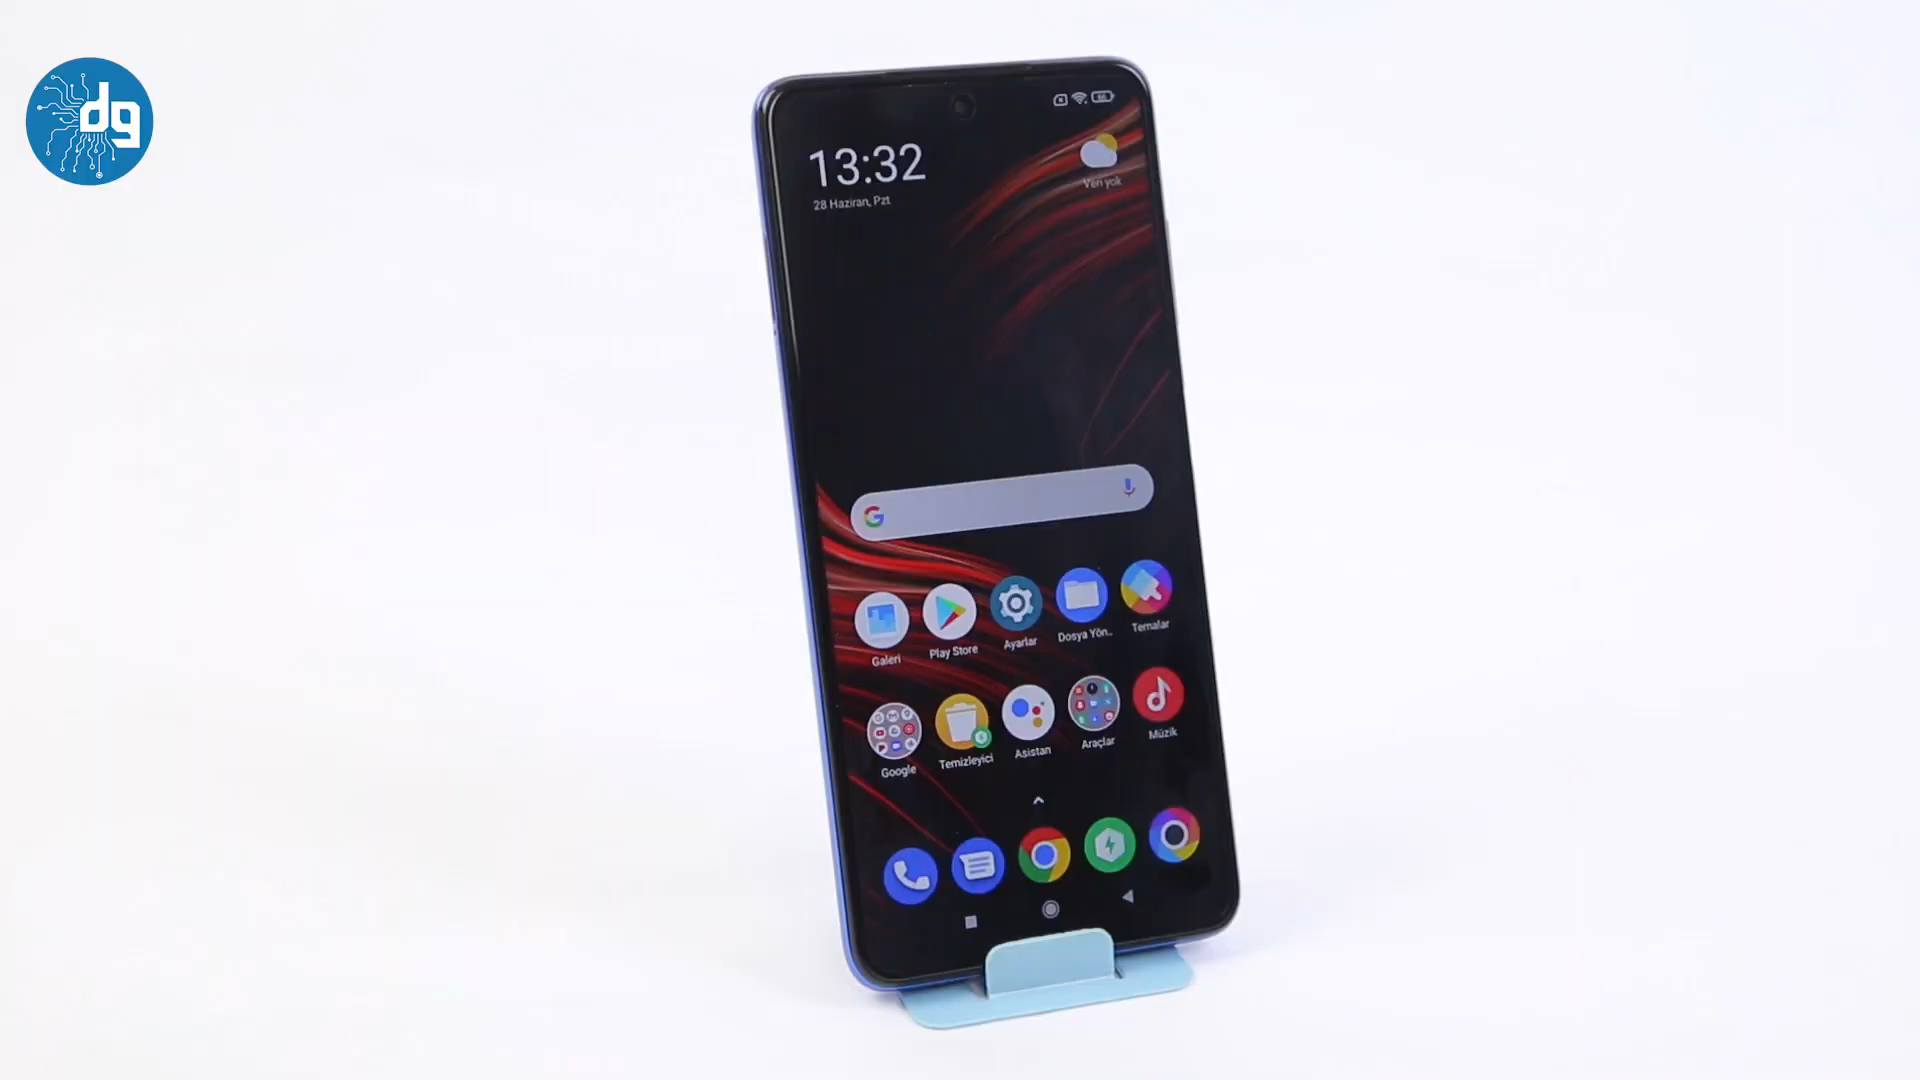 dg
13:32
28 Haziran, Pzt
Veri yok
Galeri
Play Store
Ayarlar
Dosya Yön..
Temalar
Google
Temizleyici
Asistan
Araçlar
Müzik